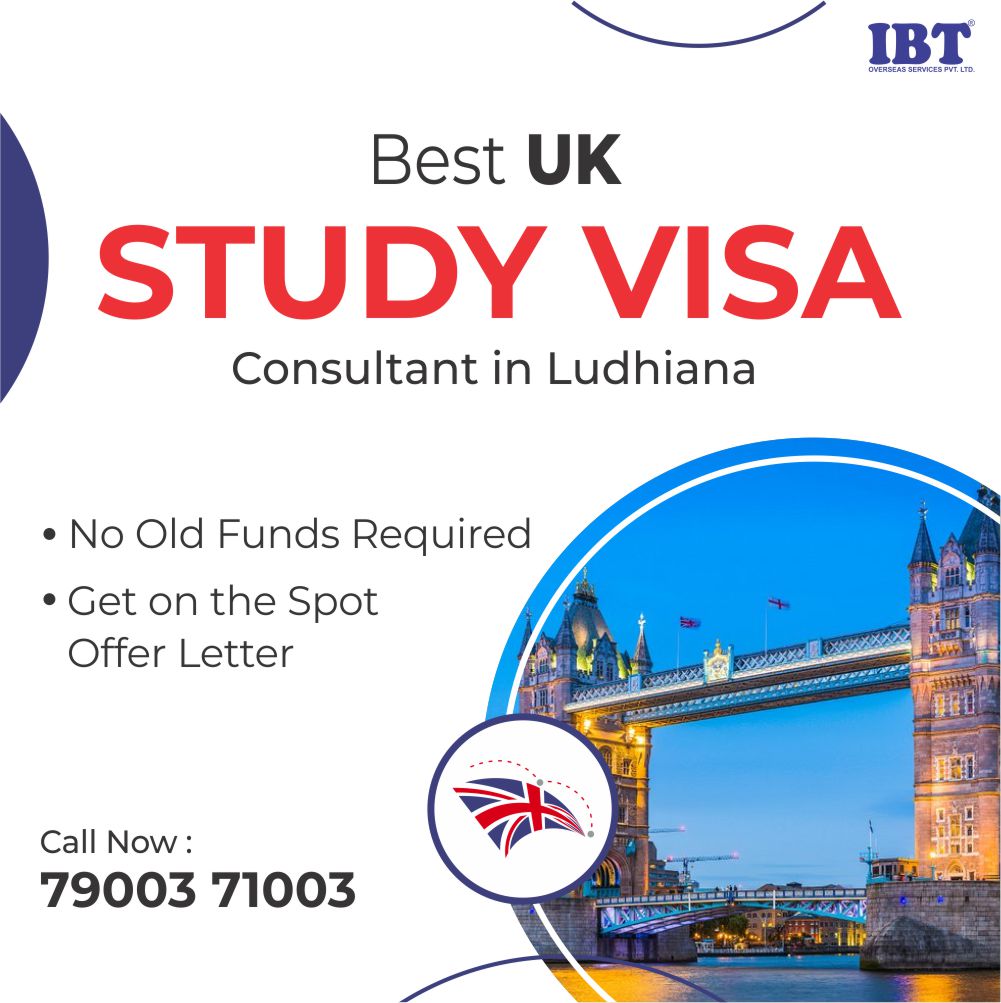 IBT®
OVERSEAS SERVICES PVT. LTD.
Best UK
STUDY VISA
Consultant in Ludhiana
• No Old Funds Required
• Get on the Spot
Offer Letter
Call Now :
79003 71003